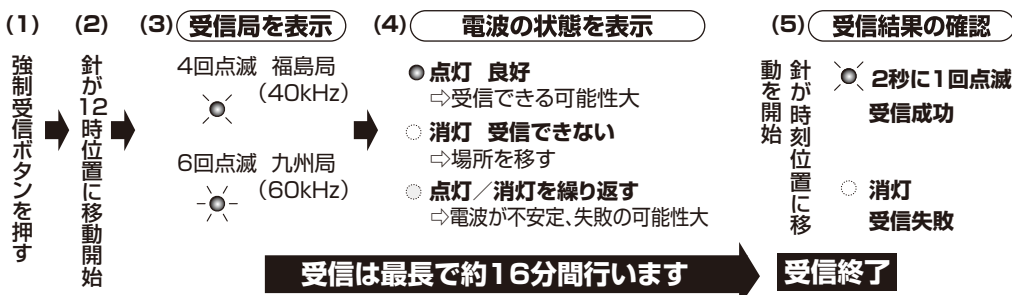 (1)
強制受信ボタンを押す
(2)
針が12時位置に移動開始
(3) 受信局を表示
4回点滅 福島局
(40kHz)
6回点滅 九州局
(60kHz)
(4) 電波の状態を表示
点灯 良好
⇨受信できる可能性大
消灯 受信できない
⇨場所を移す
点灯／消灯を繰り返す
⇨電波が不安定、失敗の可能性大
受信は最長で約16分間行います
(5) 受信結果の確認
針が時刻位置に移
動を開始
2秒に1回点滅
受信成功
消灯
受信失敗
受信終了